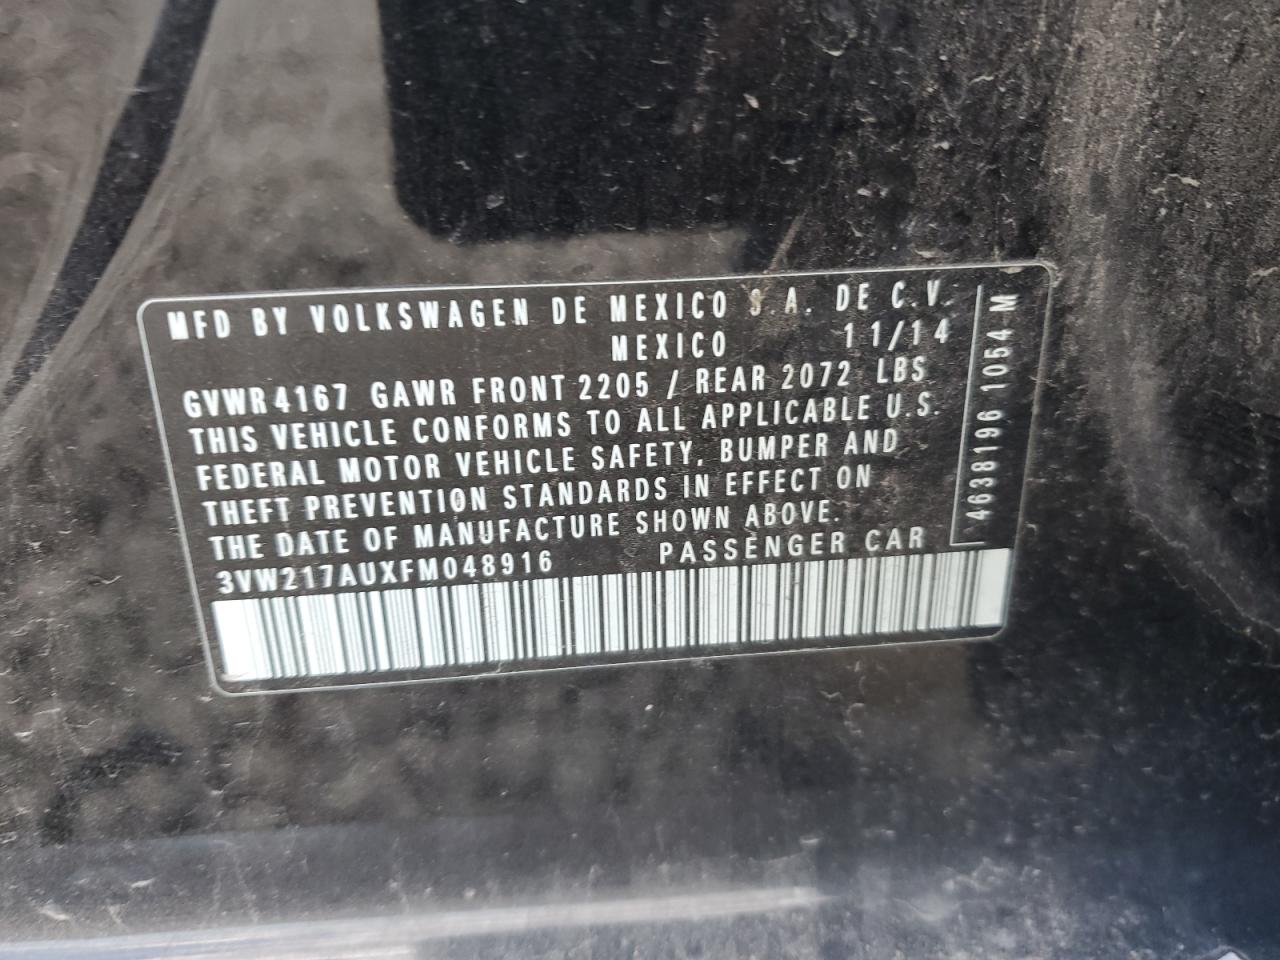 MFD BY VOLKSWAGEN DE MEXICO S.A. DE C.V.
MEXICO 11/14
GVWR 4167 GAWR FRONT 2205 / REAR 2072 LBS
THIS VEHICLE CONFORMS TO ALL APPLICABLE U.S.
FEDERAL MOTOR VEHICLE SAFETY, BUMPER AND
THEFT PREVENTION STANDARDS IN EFFECT ON
THE DATE OF MANUFACTURE SHOWN ABOVE.
3VW217AUXFM048916 PASSENGER CAR
4638196 1054 M